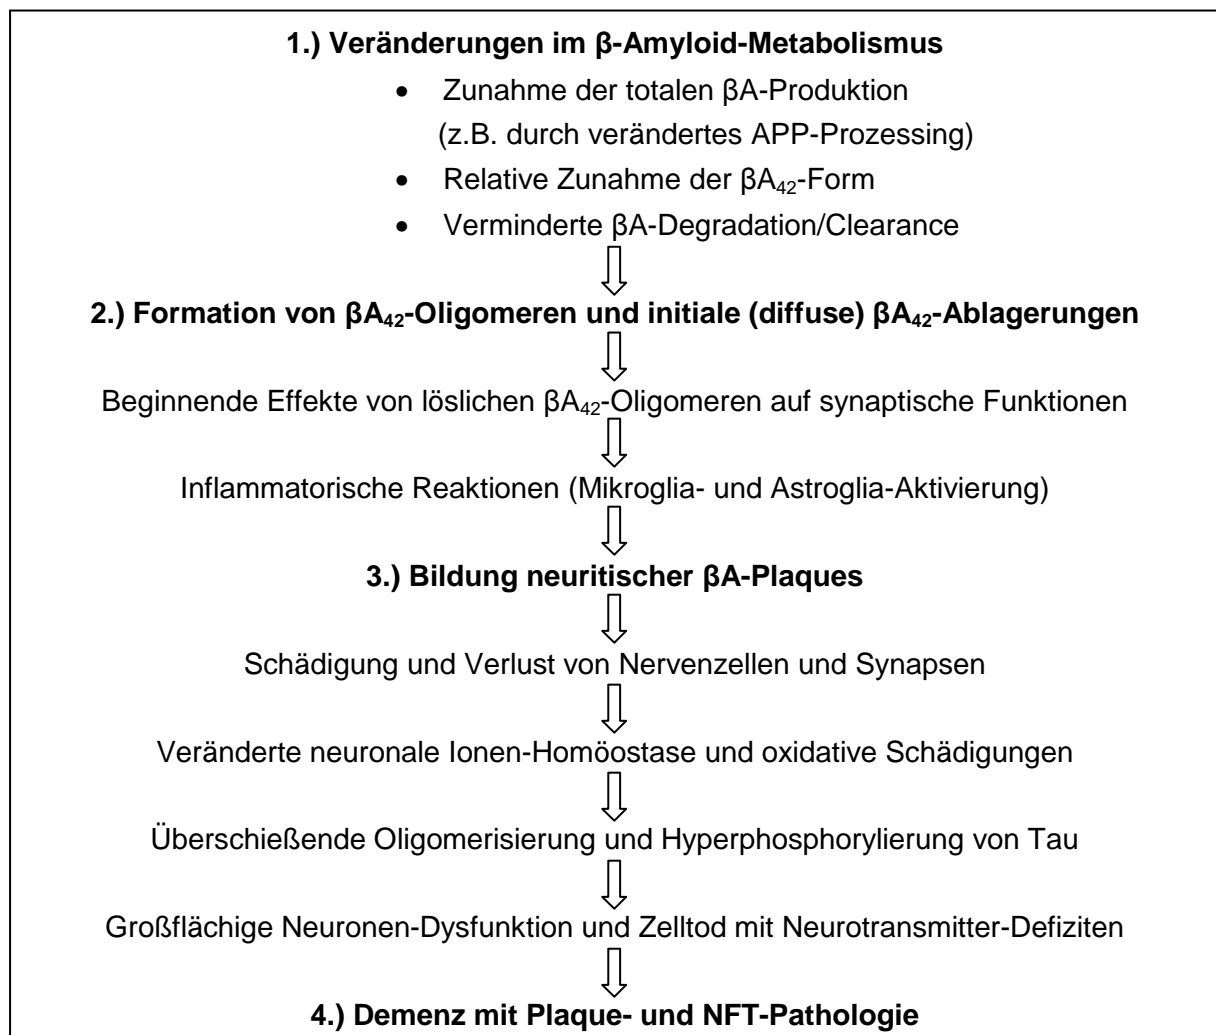 1.) Veränderungen im β-Amyloid-Metabolismus
• Zunahme der totalen βA-Produktion
(z.B. durch verändertes APP-Prozessing)
• Relative Zunahme der βA₄₂-Form
• Verminderte βA-Degradation/Clearance
2.) Formation von βA₄₂-Oligomeren und initiale (diffuse) βA₄₂-Ablagerungen
Beginnende Effekte von löslichen βA₄₂-Oligomeren auf synaptische Funktionen
Inflammatorische Reaktionen (Mikroglia- und Astroglia-Aktivierung)
3.) Bildung neuritischer βA-Plaques
Schädigung und Verlust von Nervenzellen und Synapsen
Veränderte neuronale Ionen-Homöostase und oxidative Schädigungen
Überschießende Oligomerisierung und Hyperphosphorylierung von Tau
Großflächige Neuronen-Dysfunktion und Zelltod mit Neurotransmitter-Defiziten
4.) Demenz mit Plaque- und NFT-Pathologie